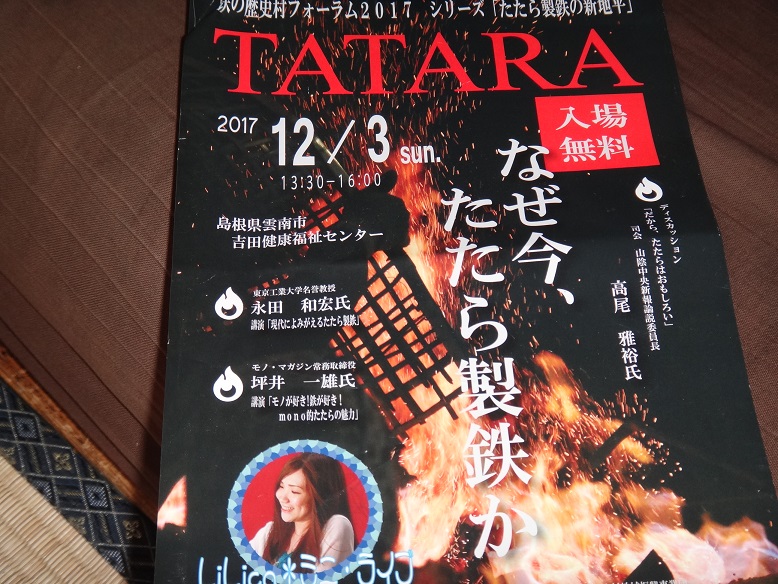 鉄の歴史村フォーラム2017 シリーズ「たたら製鉄の新地平」
TATARA
2017 12/3 sun.
13:30-16:00
入場
無料
なぜ今、
たたら製鉄か
島根県雲南市
吉田健康福祉センター
東京工業大学名誉教授
永田 和宏氏
講演「現代によみがえるたたら製鉄」
モノ・マガジン常務取締役
坪井 一雄氏
講演「モノが好き!鉄が好き!
mono的たたらの魅力」
ディスカッション
「だから、たたらはおもしろい」
司会 山陰中央新報論説委員長
高尾 雅裕氏
ミニ・ライブ